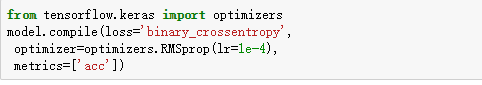 from tensorflow.keras import optimizers
model.compile(loss='binary_crossentropy',
optimizer=optimizers.RMSprop(lr=1e-4),
metrics=['acc'])